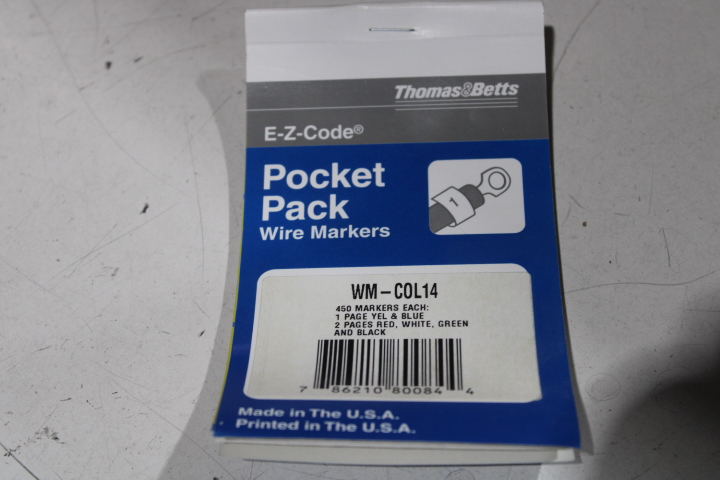 Thomas&Betts
E-Z-Code®
Pocket
Pack
Wire Markers
1
WM-COL14
450 MARKERS EACH:
1 PAGE YEL & BLUE
2 PAGES RED, WHITE, GREEN
AND BLACK
7 86210 80084 4
Made in The U.S.A.
Printed in The U.S.A.